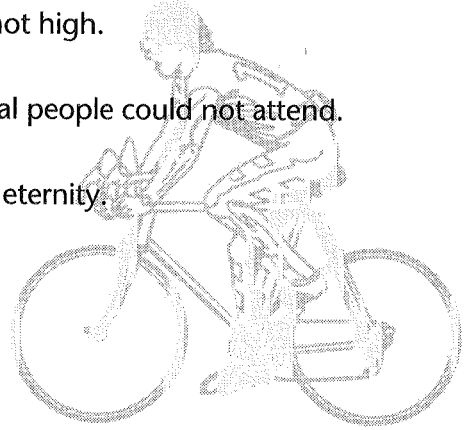 not high.
al people could not attend.
eternity.